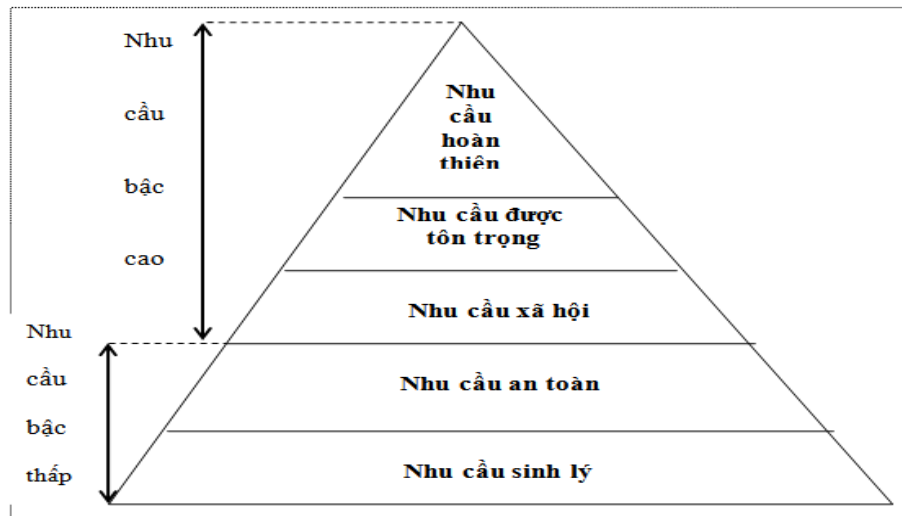 Nhu
cầu
bậc
cao
Nhu
cầu
hoàn
thiện
Nhu cầu được
tôn trọng
Nhu cầu xã hội
Nhu
cầu
bậc
thấp
Nhu cầu an toàn
Nhu cầu sinh lý